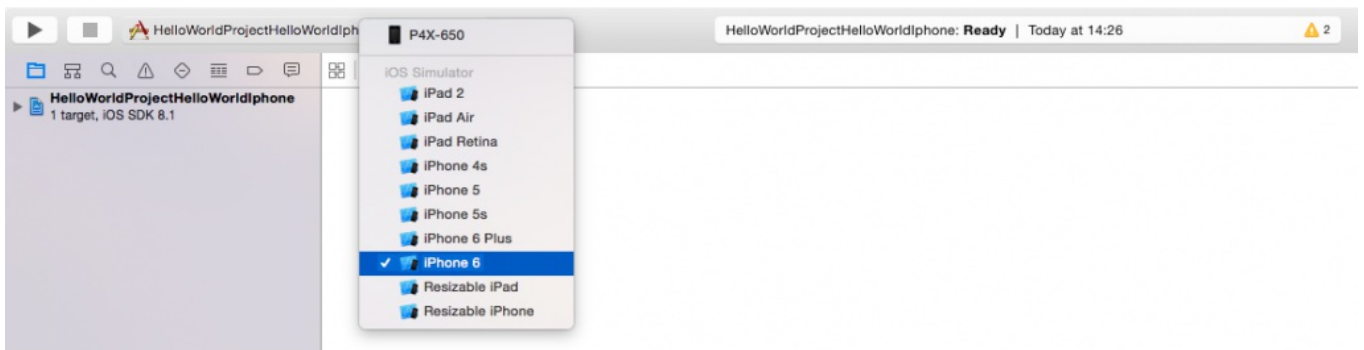 HelloWorldProjectHelloWorldIph
HelloWorldProjectHelloWorldIphone: Ready | Today at 14:26
2
HelloWorldProjectHelloWorldIphone
1 target, iOS SDK 8.1
P4X-650
iOS Simulator
iPad 2
iPad Air
iPad Retina
iPhone 4s
iPhone 5
iPhone 5s
iPhone 6 Plus
iPhone 6
Resizable iPad
Resizable iPhone